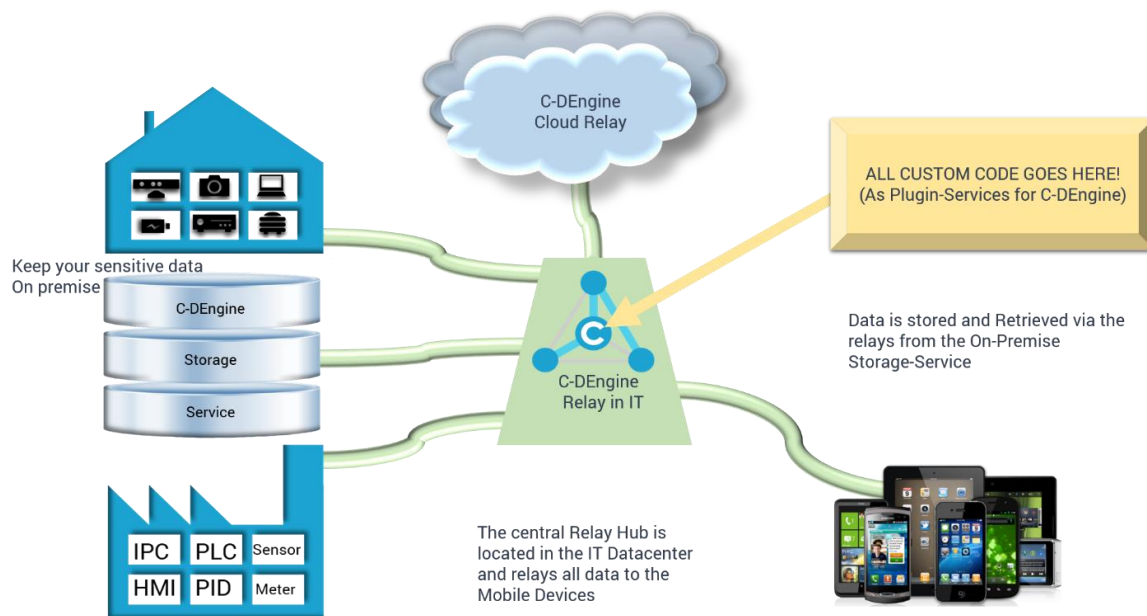 C-DEngine
Cloud Relay
ALL CUSTOM CODE GOES HERE!
(As Plugin-Services for C-DEngine)
Keep your sensitive data
On premise
C-DEngine
Storage
Service
C
C-DEngine
Relay in IT
Data is stored and Retrieved via the
relays from the On-Premise
Storage-Service
IPC PLC Sensor
HMI PID Meter
The central Relay Hub is
located in the IT Datacenter
and relays all data to the
Mobile Devices